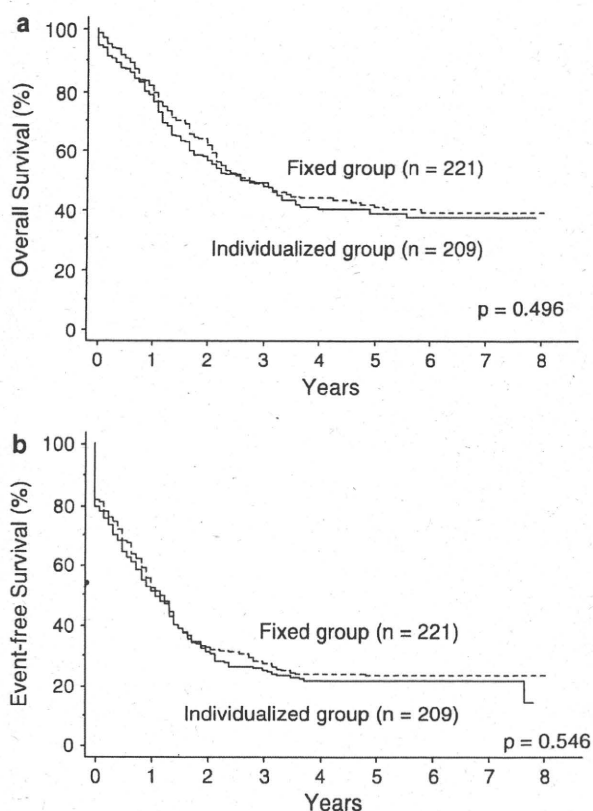 a
100
80
60
40
20
0
Overall Survival (%)
Fixed group (n = 221)
Individualized group (n = 209)
p = 0.496
0 1 2 3 4 5 6 7 8
Years
b
100
80
60
40
20
0
Event-free Survival (%)
Fixed group (n = 221)
Individualized group (n = 209)
p = 0.546
0 1 2 3 4 5 6 7 8
Years